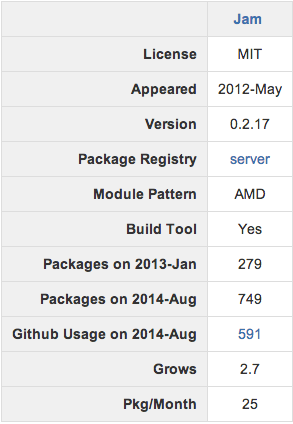 Jam
License MIT
Appeared 2012-May
Version 0.2.17
Package Registry server
Module Pattern AMD
Build Tool Yes
Packages on 2013-Jan 279
Packages on 2014-Aug 749
Github Usage on 2014-Aug 591
Grows 2.7
Pkg/Month 25